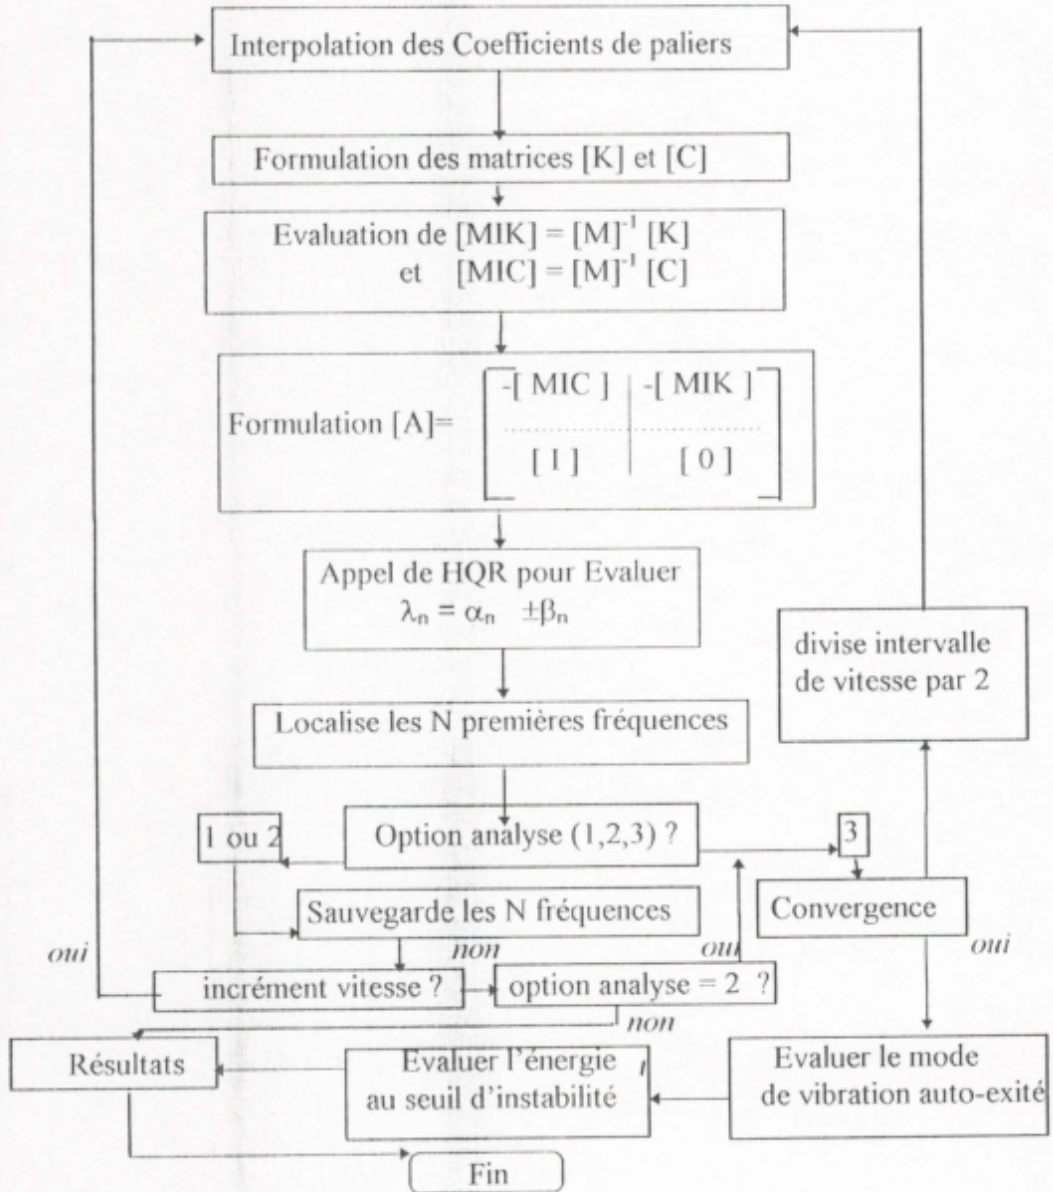 Interpolation des Coefficients de paliers
Formulation des matrices [K] et [C]
Evaluation de [MIK] = [M]⁻¹ [K]
et [MIC] = [M]⁻¹ [C]
Formulation [A]=
-[ MIC ] -[ MIK ]
[ I ] [ 0 ]
Appel de HQR pour Evaluer
λₙ = αₙ ±βₙ
divise intervalle
de vitesse par 2
Localise les N premières fréquences
1 ou 2
Option analyse (1,2,3) ?
3
Sauvegarde les N fréquences
Convergence
oui
non
oui
oui
incrément vitesse ?
option analyse = 2 ?
non
Résultats
Evaluer l'énergie
au seuil d'instabilité
Evaluer le mode
de vibration auto-exité
Fin